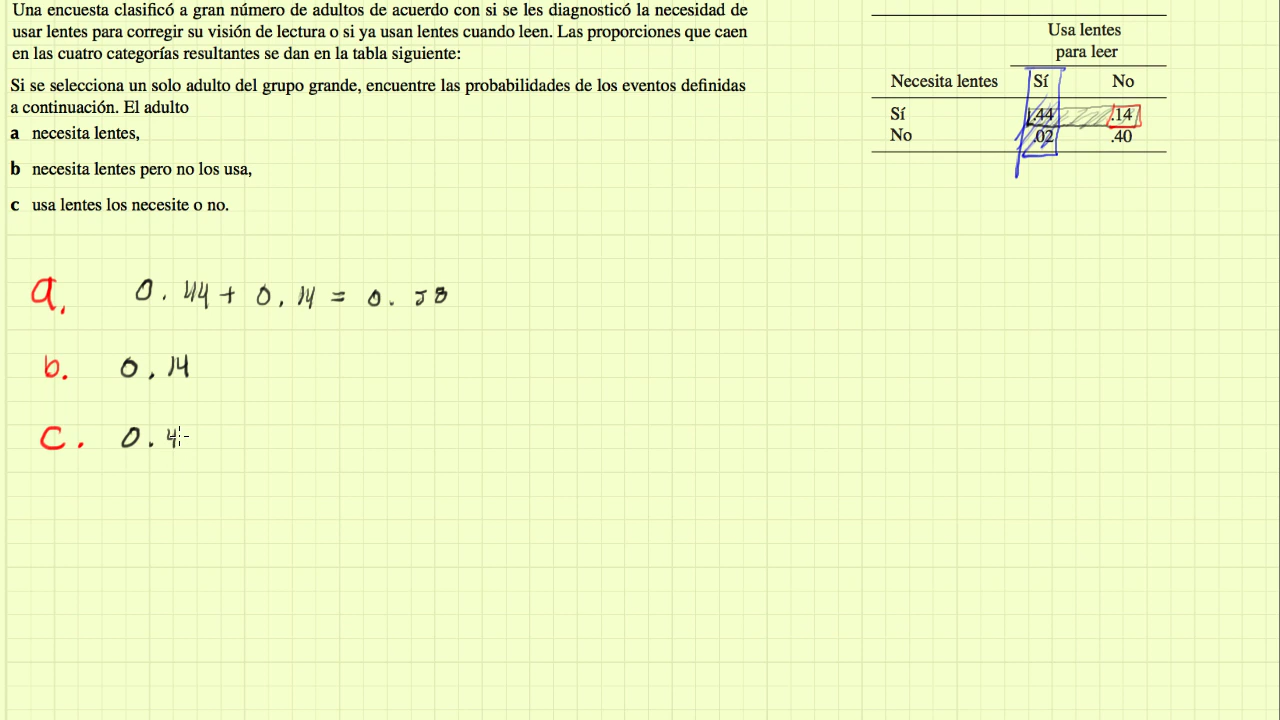 Una encuesta clasificó a gran número de adultos de acuerdo con si se les diagnosticó la necesidad de
usar lentes para corregir su visión de lectura o si ya usan lentes cuando leen. Las proporciones que caen
en las cuatro categorías resultantes se dan en la tabla siguiente:
Si se selecciona un solo adulto del grupo grande, encuentre las probabilidades de los eventos definidas
a continuación. El adulto
a necesita lentes,
b necesita lentes pero no los usa,
c usa lentes los necesite o no.
Usa lentes
para leer
Necesita lentes Sí No
Sí .44 .14
No .02 .40
a. 0.44 + 0.14 = 0.58
b. 0.14
c. 0.4